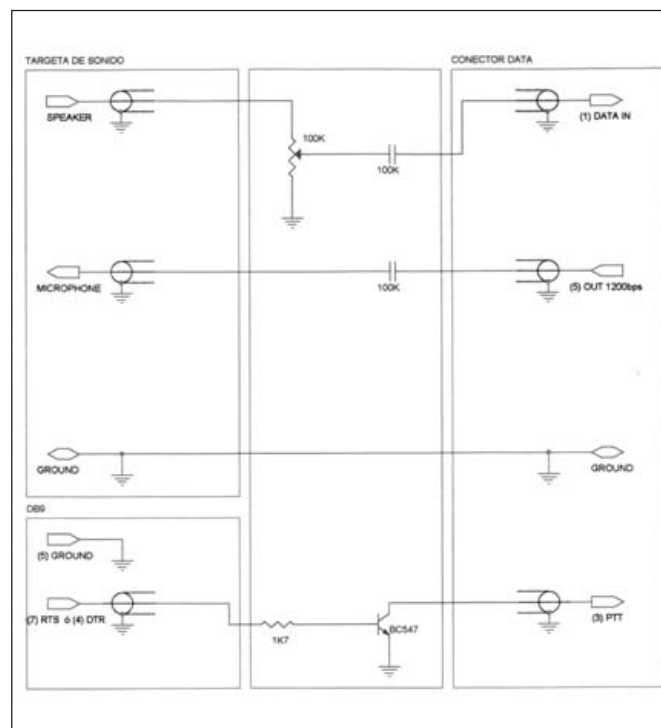 TARGETA DE SONIDO
CONECTOR DATA
SPEAKER
(1) DATA IN
100K
100K
MICROPHONE
(5) OUT 1200bps
100K
GROUND
GROUND
DB9
(5) GROUND
(7) RTS ó (4) DTR
1K7
BC547
(3) PTT